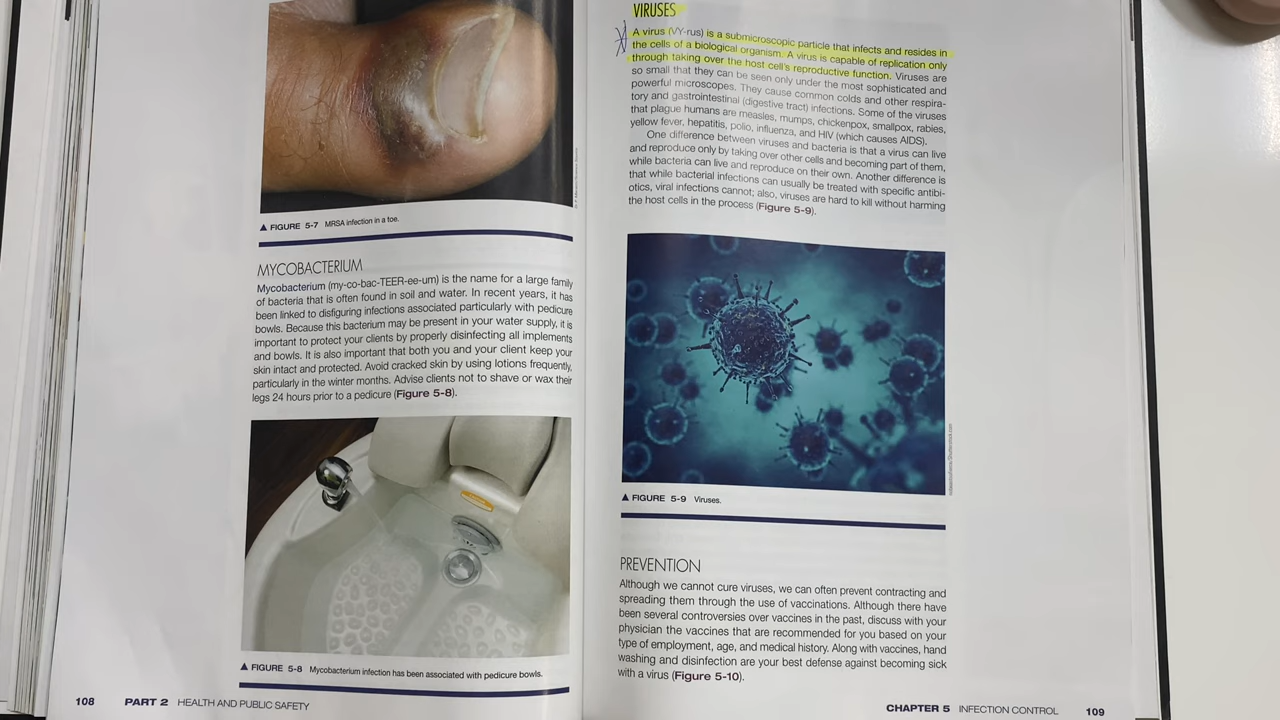 ▲ FIGURE 5-7 MRSA infection in a toe.
MYCOBACTERIUM
Mycobacterium (my-co-bac-TEER-ee-um) is the name for a large family
of bacteria that is often found in soil and water. In recent years, it has
been linked to disfiguring infections associated particularly with pedicure
bowls. Because this bacterium may be present in your water supply, it is
important to protect your clients by properly disinfecting all implements
and bowls. It is also important that both you and your client keep your
skin intact and protected. Avoid cracked skin by using lotions frequently,
particularly in the winter months. Advise clients not to shave or wax their
legs 24 hours prior to a pedicure (Figure 5-8).
▲ FIGURE 5-8 Mycobacterium infection has been associated with pedicure bowls.
108 PART 2 HEALTH AND PUBLIC SAFETY
VIRUSES
A virus (VY-rus) is a submicroscopic particle that infects and resides in
the cells of a biological organism. A virus is capable of replication only
through taking over the host cell's reproductive function. Viruses are
so small that they can be seen only under the most sophisticated and
powerful microscopes. They cause common colds and other respira-
tory and gastrointestinal (digestive tract) infections. Some of the viruses
that plague humans are measles, mumps, chickenpox, smallpox, rabies,
yellow fever, hepatitis, polio, influenza, and HIV (which causes AIDS).
One difference between viruses and bacteria is that a virus can live
and reproduce only by taking over other cells and becoming part of them,
while bacteria can live and reproduce on their own. Another difference is
that while bacterial infections can usually be treated with specific antibi-
otics, viral infections cannot; also, viruses are hard to kill without harming
the host cells in the process (Figure 5-9).
▲ FIGURE 5-9 Viruses.
PREVENTION
Although we cannot cure viruses, we can often prevent contracting and
spreading them through the use of vaccinations. Although there have
been several controversies over vaccines in the past, discuss with your
physician the vaccines that are recommended for you based on your
type of employment, age, and medical history. Along with vaccines, hand
washing and disinfection are your best defense against becoming sick
with a virus (Figure 5-10).
CHAPTER 5 INFECTION CONTROL 109